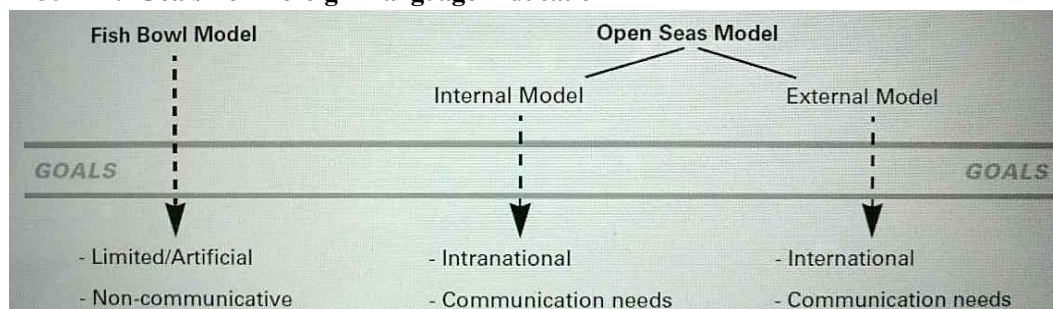 Fish Bowl Model Open Seas Model
Internal Model External Model
GOALS GOALS
- Limited/Artificial - Intranational - International
- Non-communicative - Communication needs - Communication needs